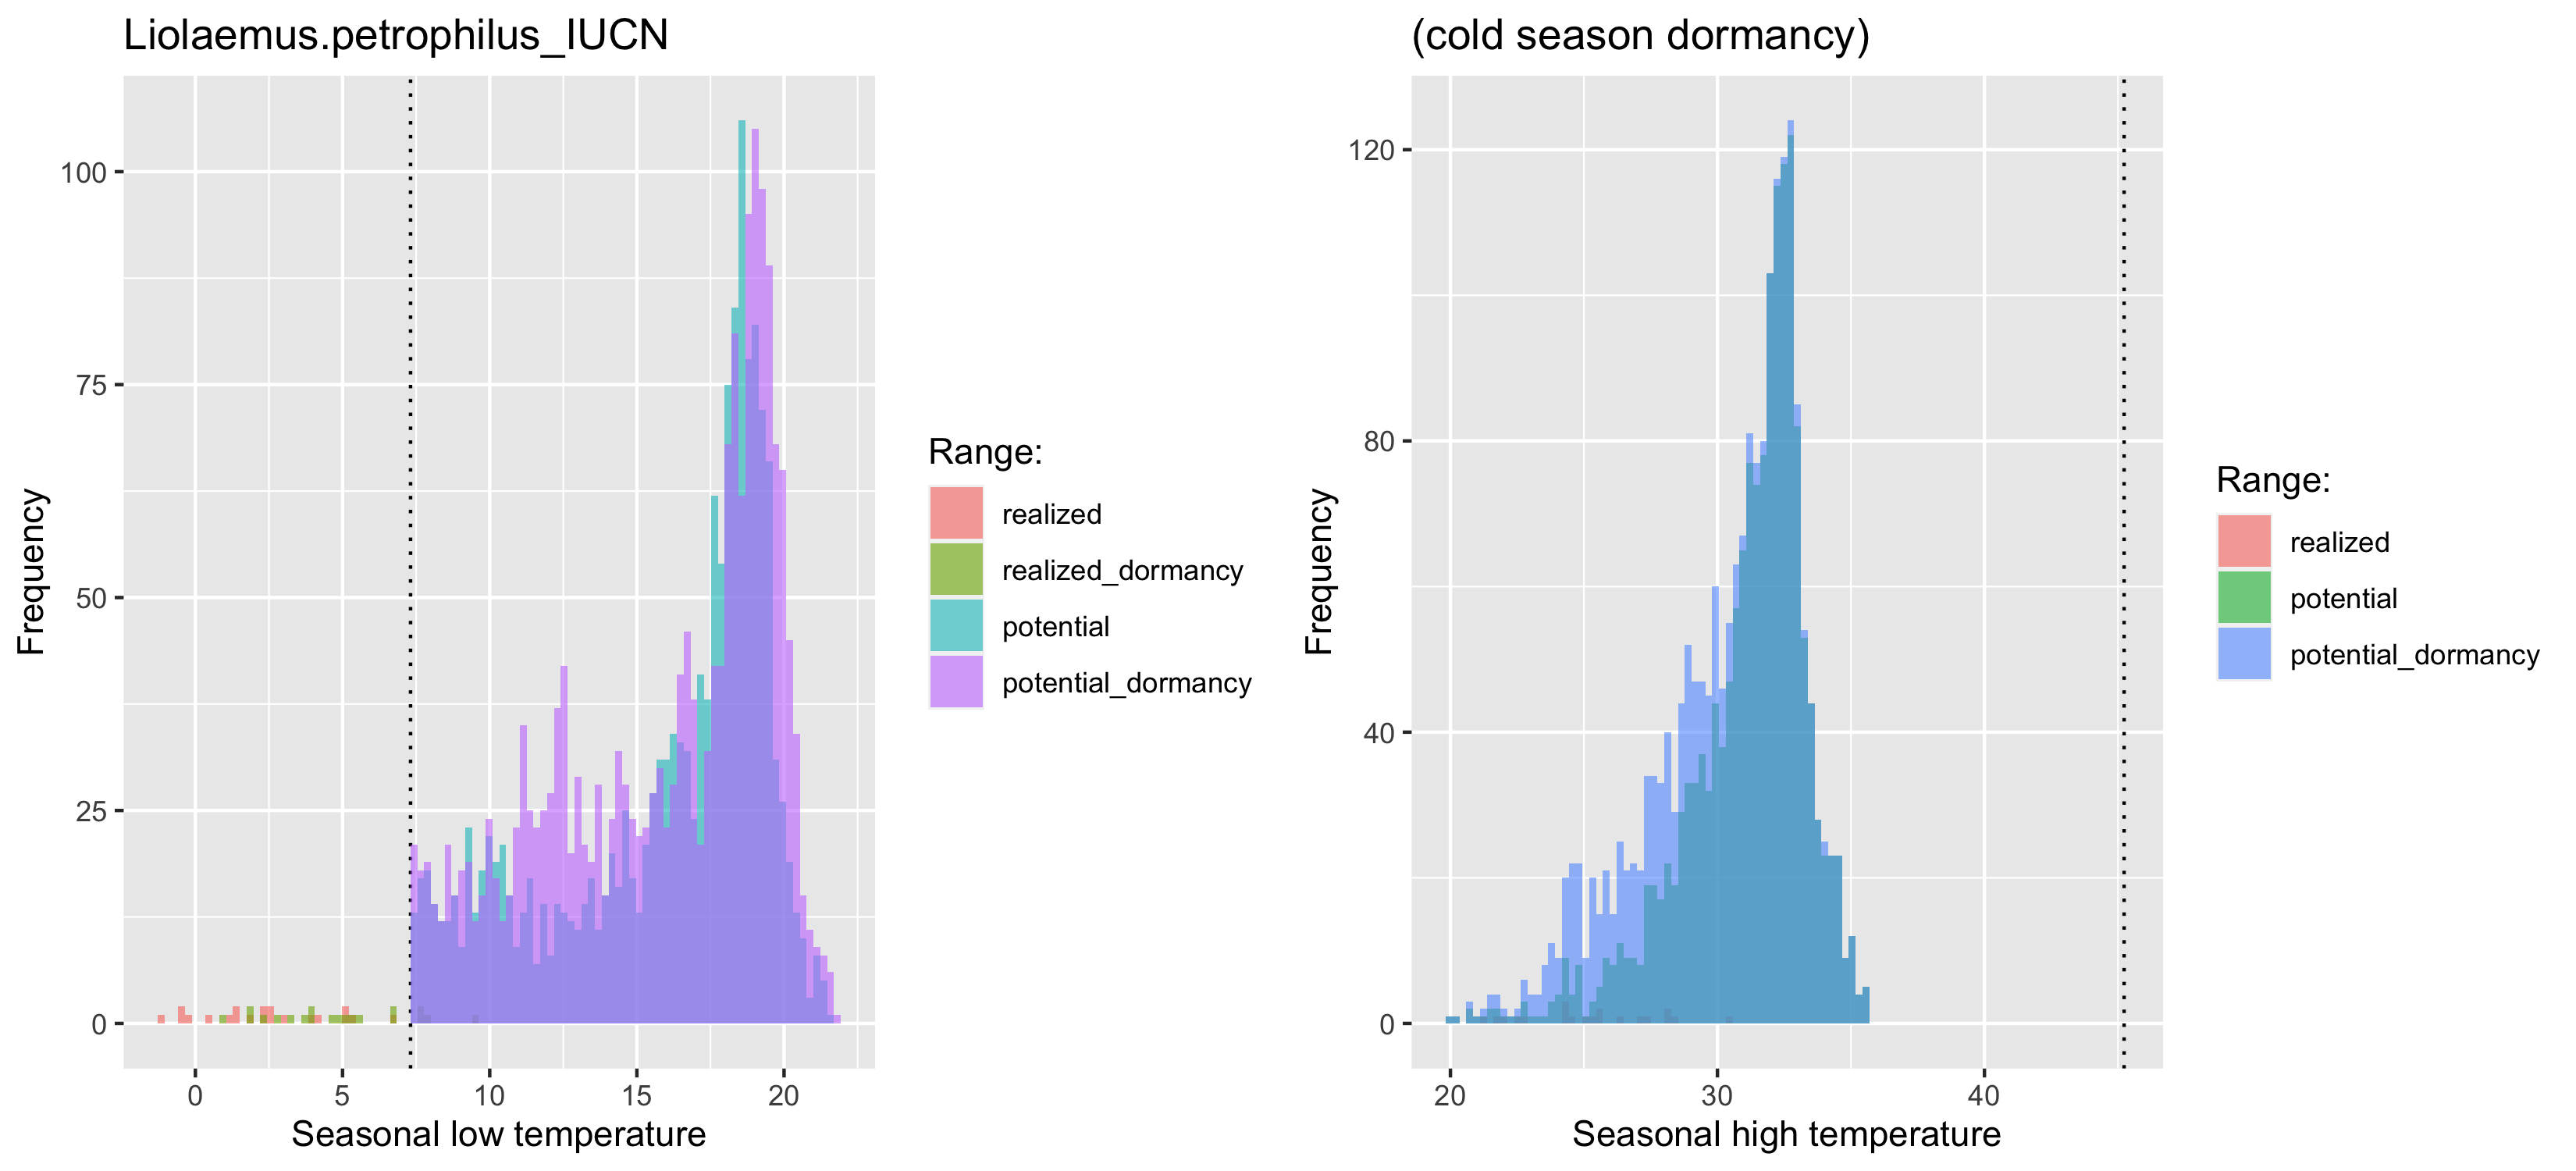 Liolaemus.petrophilus_IUCN
Frequency
100
75
50
25
0
0 5 10 15 20
Seasonal low temperature
Range:
realized
realized_dormancy
potential
potential_dormancy
(cold season dormancy)
Frequency
120
80
40
0
20 30 40
Seasonal high temperature
Range:
realized
potential
potential_dormancy